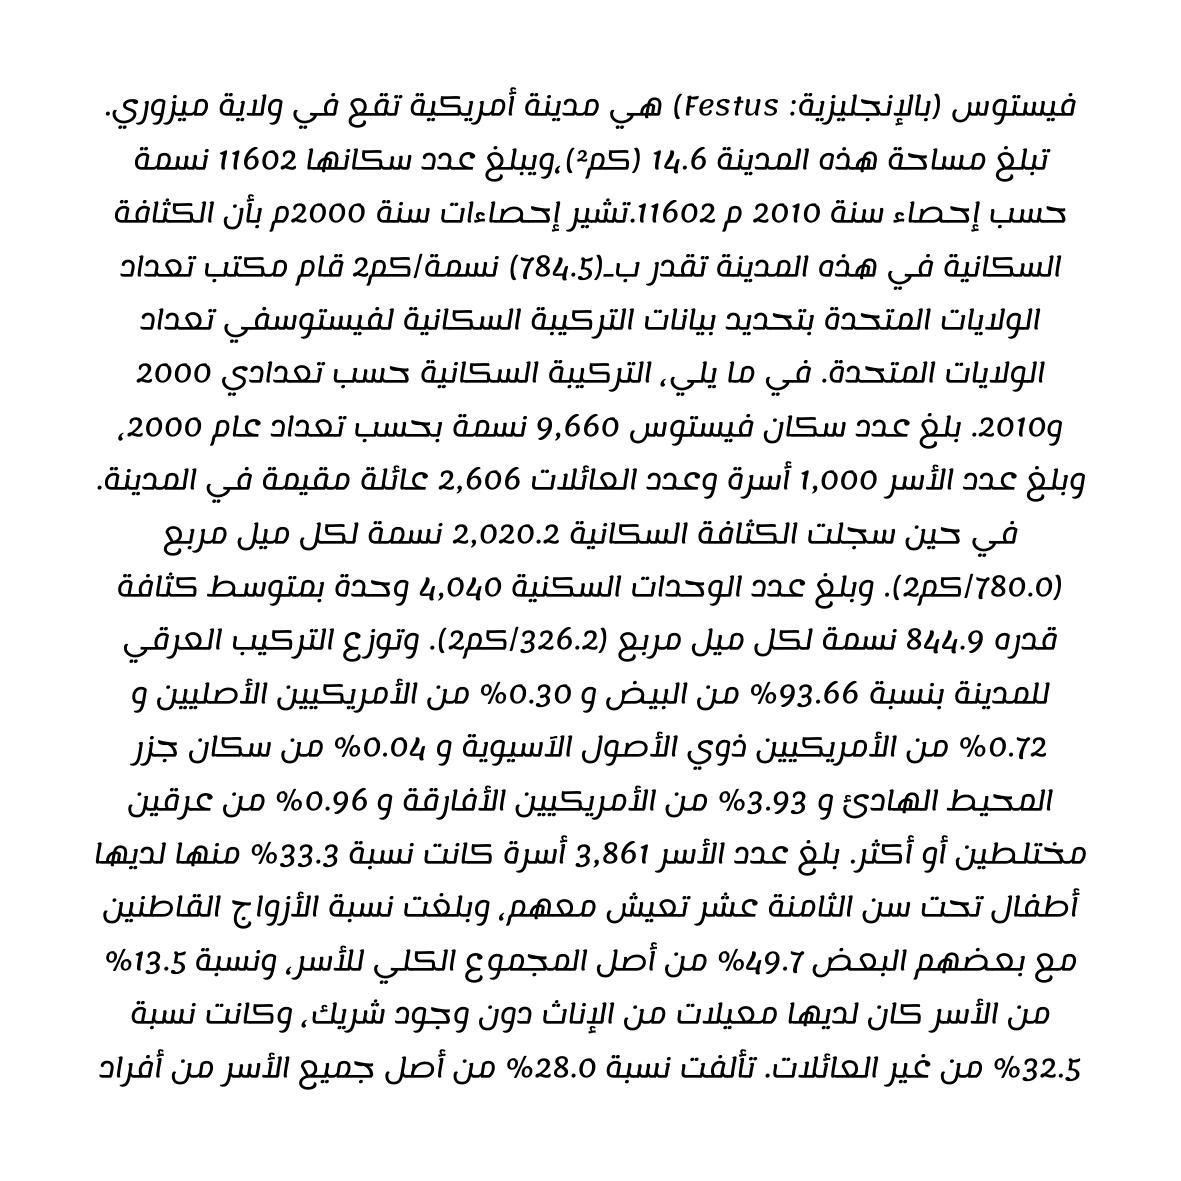 فيستوس (بالإنجليزية: Festus) هي مدينة أمريكية تقع في ولاية ميزوري.
تبلغ مساحة هذه المدينة 14.6 (كم²)،ويبلغ عدد سكانها 11602 نسمة
حسب إحصاء سنة 2010 م 11602.تشير إحصاءات سنة 2000م بأن الكثافة
السكانية في هذه المدينة تقدر بـ(784.5) نسمة/كم2 قام مكتب تعداد
الولايات المتحدة بتحديد بيانات التركيبة السكانية لفيستوسفي تعداد
الولايات المتحدة. في ما يلي، التركيبة السكانية حسب تعدادي 2000
و2010. بلغ عدد سكان فيستوس 9,660 نسمة بحسب تعداد عام 2000،
وبلغ عدد الأسر 1,000 أسرة وعدد العائلات 2,606 عائلة مقيمة في المدينة.
في حين سجلت الكثافة السكانية 2,020.2 نسمة لكل ميل مربع
(780.0/كم2). وبلغ عدد الوحدات السكنية 4,040 وحدة بمتوسط كثافة
قدره 844.9 نسمة لكل ميل مربع (326.2/كم2). وتوزع التركيب العرقي
للمدينة بنسبة 93.66% من البيض و 0.30% من الأمريكيين الأصليين و
0.72% من الأمريكيين ذوي الأصول الآسيوية و 0.04% من سكان جزر
المحيط الهادئ و 3.93% من الأمريكيين الأفارقة و 0.96% من عرقين
مختلطين أو أكثر. بلغ عدد الأسر 3,861 أسرة كانت نسبة 33.3% منها لديها
أطفال تحت سن الثامنة عشر تعيش معهم، وبلغت نسبة الأزواج القاطنين
مع بعضهم البعض 49.7% من أصل المجموع الكلي للأسر، ونسبة 13.5%
من الأسر كان لديها معيلات من الإناث دون وجود شريك، وكانت نسبة
32.5% من غير العائلات. تألفت نسبة 28.0% من أصل جميع الأسر من أفراد